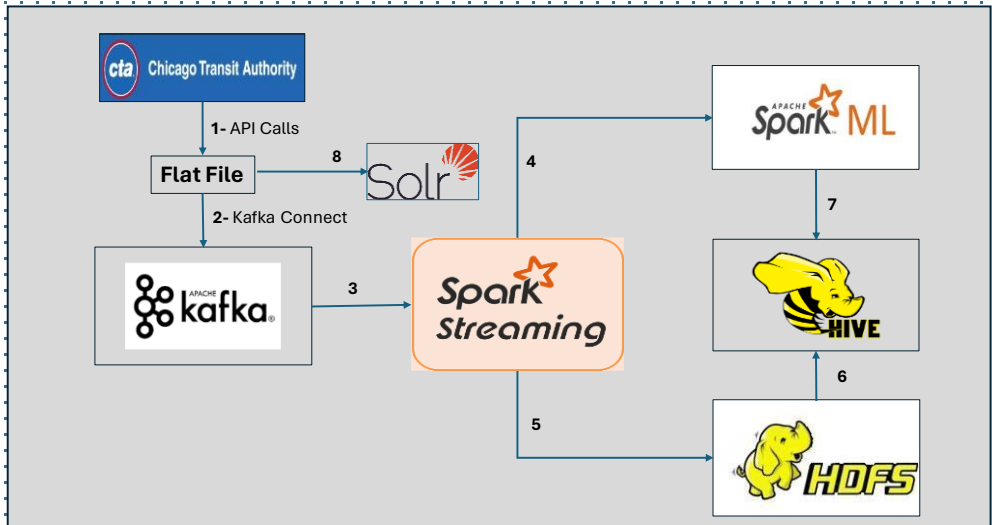 cta Chicago Transit Authority
1- API Calls
Flat File
8
Solr
2- Kafka Connect
APACHE
kafka®
3
Spark
Streaming
4
5
APACHE
Spark™ ML
7
HIVE
6
HDFS